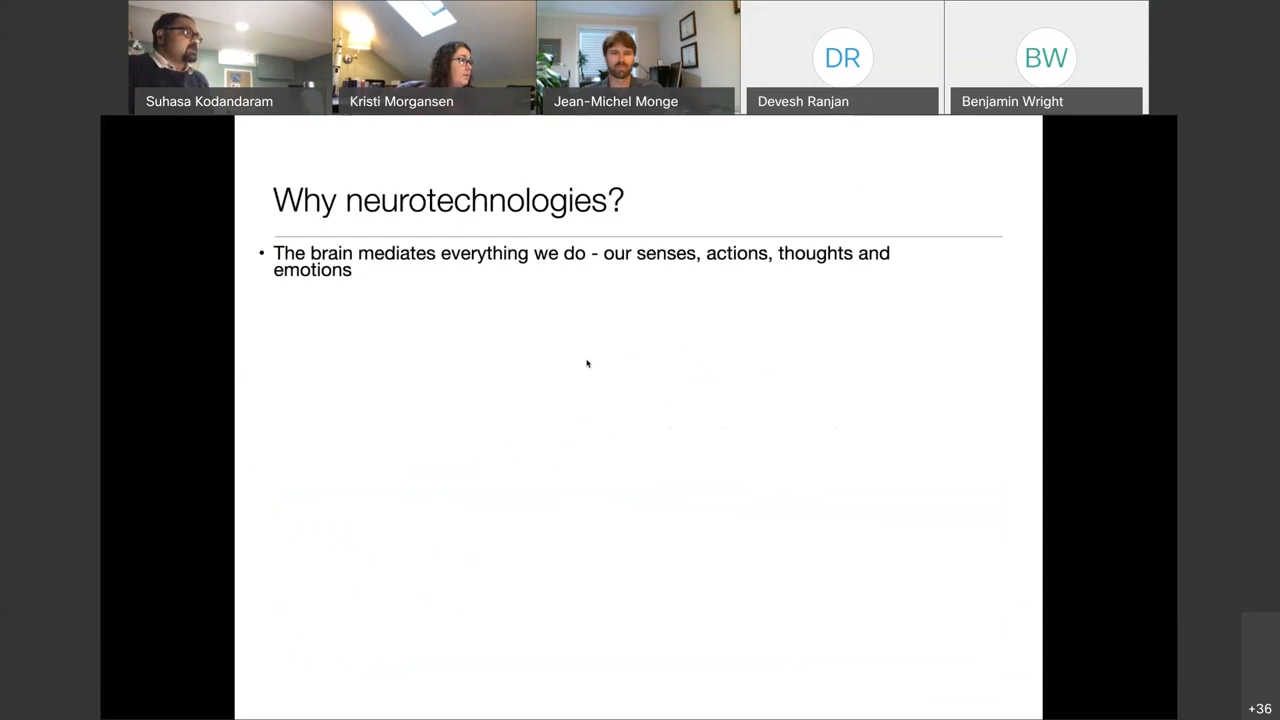 DR
BW
Suhasa Kodandaram
Kristi Morgansen
Jean-Michel Monge
Devesh Ranjan
Benjamin Wright
Why neurotechnologies?
• The brain mediates everything we do - our senses, actions, thoughts and
emotions
+36